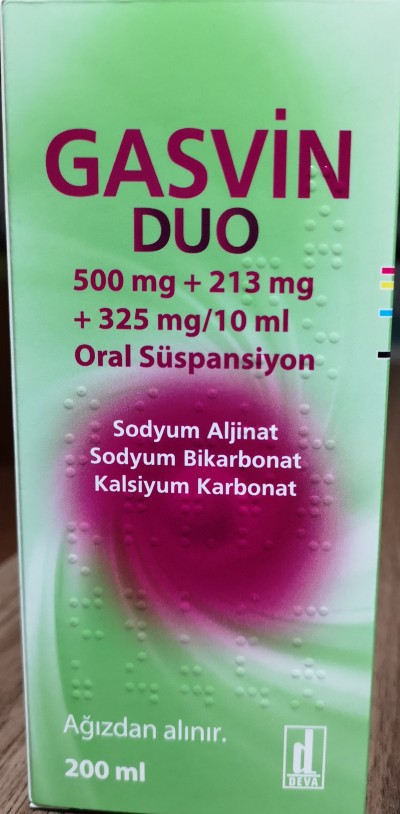 GASVİN
DUO
500 mg + 213 mg
+ 325 mg/10 ml
Oral Süspansiyon
Sodyum Aljinat
Sodyum Bikarbonat
Kalsiyum Karbonat
Ağızdan alınır.
200 ml
d
DEVA